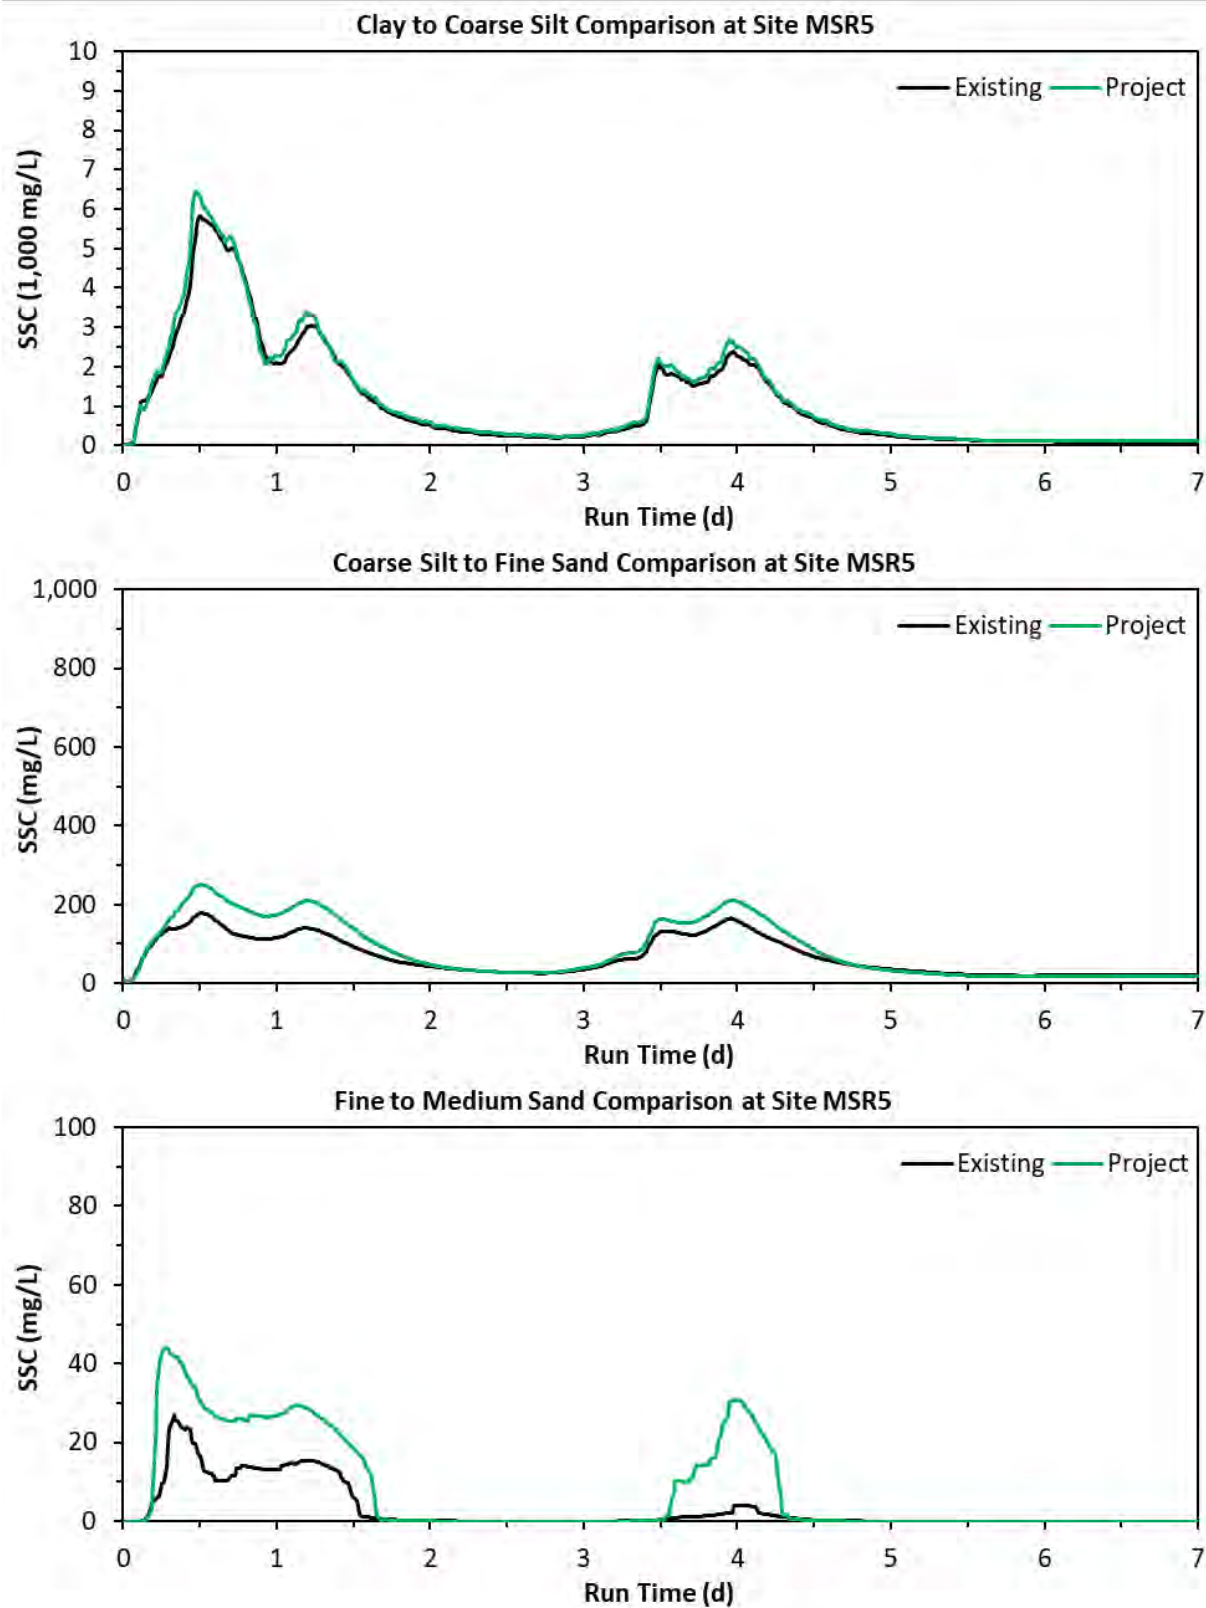 Clay to Coarse Silt Comparison at Site MSR5
10
9
8
7
6
5
4
3
2
1
0
SSC (1,000 mg/L)
Existing Project
0 1 2 3 4 5 6 7
Run Time (d)
Coarse Silt to Fine Sand Comparison at Site MSR5
1,000
800
600
400
200
0
SSC (mg/L)
Existing Project
0 1 2 3 4 5 6 7
Run Time (d)
Fine to Medium Sand Comparison at Site MSR5
100
80
60
40
20
0
SSC (mg/L)
Existing Project
0 1 2 3 4 5 6 7
Run Time (d)